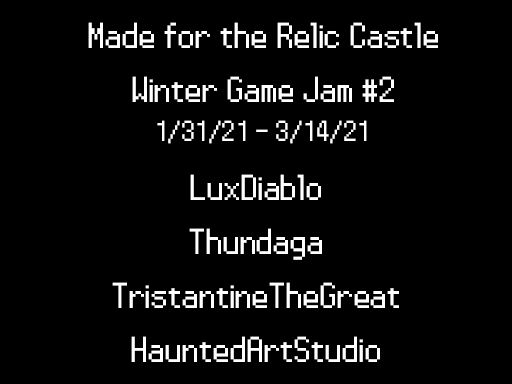 Made for the Relic Castle
Winter Game Jam #2
1/31/21 - 3/14/21
LuxDiablo
Thundaga
TristantineTheGreat
HauntedArtStudio